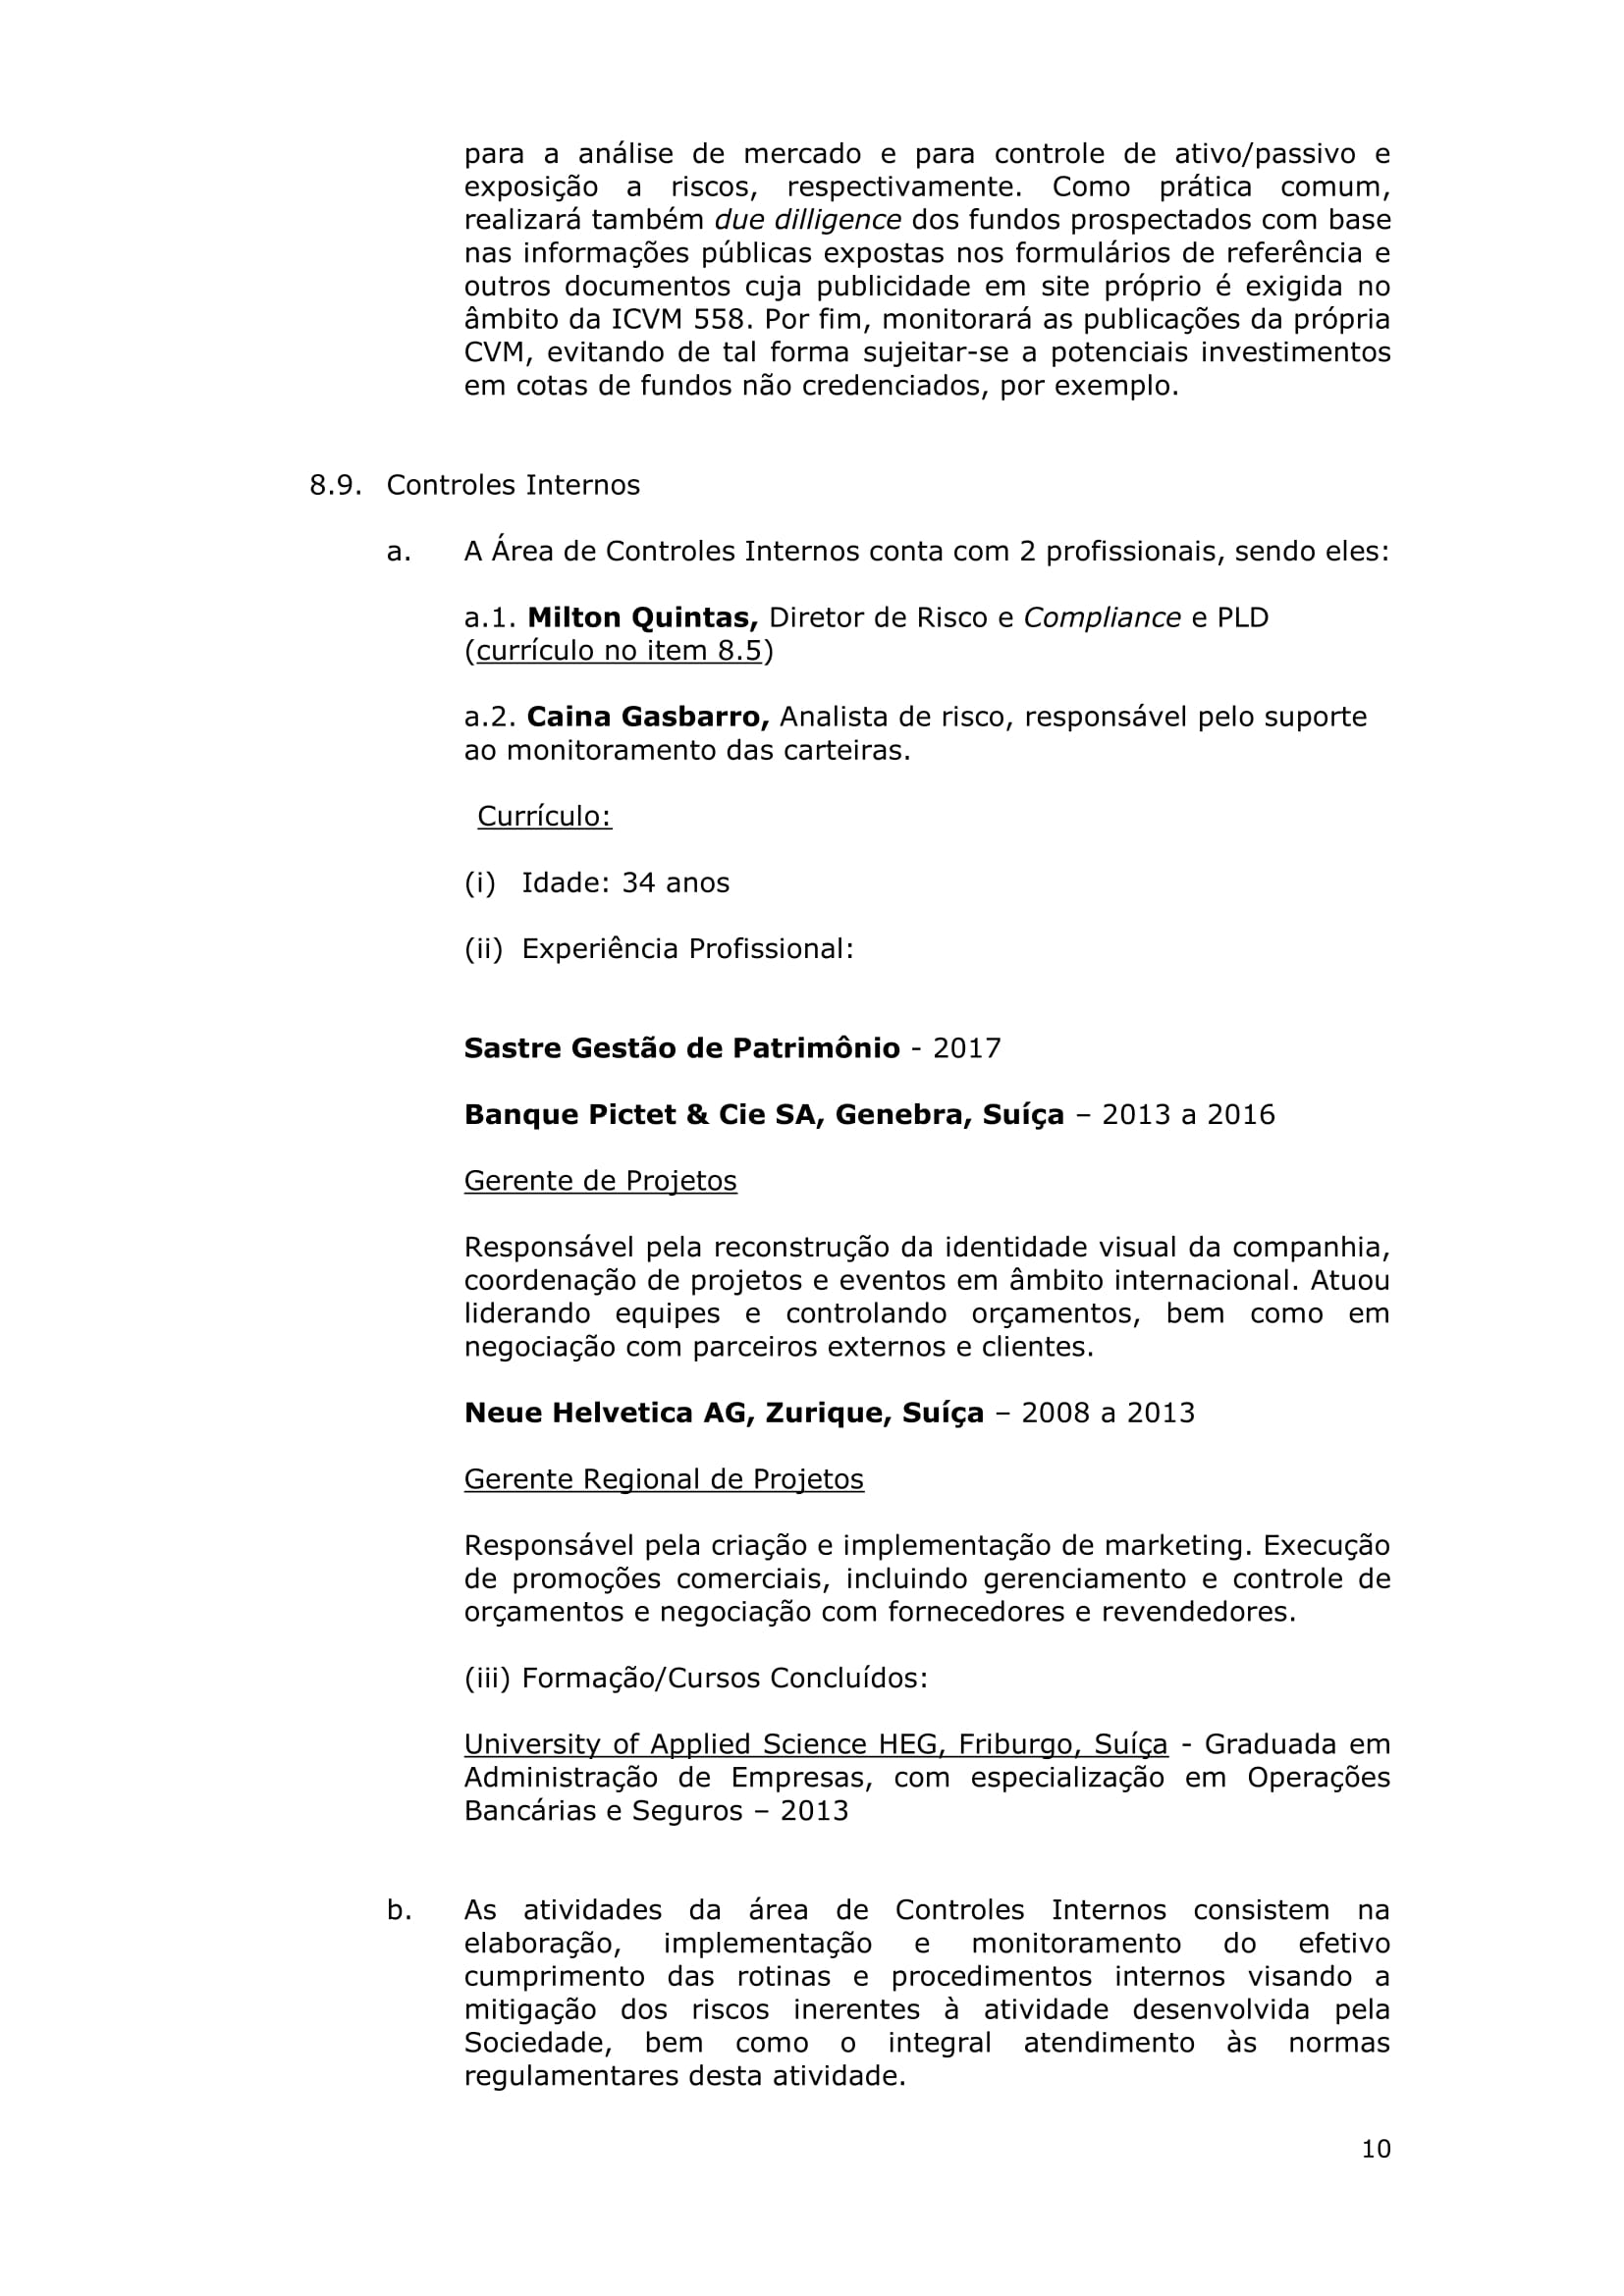 para a análise de mercado e para controle de ativo/passivo e
exposição a riscos, respectivamente. Como prática comum,
realizará também due dilligence dos fundos prospectados com base
nas informações públicas expostas nos formulários de referência e
outros documentos cuja publicidade em site próprio é exigida no
âmbito da ICVM 558. Por fim, monitorará as publicações da própria
CVM, evitando de tal forma sujeitar-se a potenciais investimentos
em cotas de fundos não credenciados, por exemplo.
8.9. Controles Internos
a. A Área de Controles Internos conta com 2 profissionais, sendo eles:
a.1. Milton Quintas, Diretor de Risco e Compliance e PLD
(currículo no item 8.5)
a.2. Caina Gasbarro, Analista de risco, responsável pelo suporte
ao monitoramento das carteiras.
Currículo:
(i) Idade: 34 anos
(ii) Experiência Profissional:
Sastre Gestão de Patrimônio - 2017
Banque Pictet & Cie SA, Genebra, Suíça – 2013 a 2016
Gerente de Projetos
Responsável pela reconstrução da identidade visual da companhia,
coordenação de projetos e eventos em âmbito internacional. Atuou
liderando equipes e controlando orçamentos, bem como em
negociação com parceiros externos e clientes.
Neue Helvetica AG, Zurique, Suíça – 2008 a 2013
Gerente Regional de Projetos
Responsável pela criação e implementação de marketing. Execução
de promoções comerciais, incluindo gerenciamento e controle de
orçamentos e negociação com fornecedores e revendedores.
(iii) Formação/Cursos Concluídos:
University of Applied Science HEG, Friburgo, Suíça - Graduada em
Administração de Empresas, com especialização em Operações
Bancárias e Seguros – 2013
b. As atividades da área de Controles Internos consistem na
elaboração, implementação e monitoramento do efetivo
cumprimento das rotinas e procedimentos internos visando a
mitigação dos riscos inerentes à atividade desenvolvida pela
Sociedade, bem como o integral atendimento às normas
regulamentares desta atividade.
10